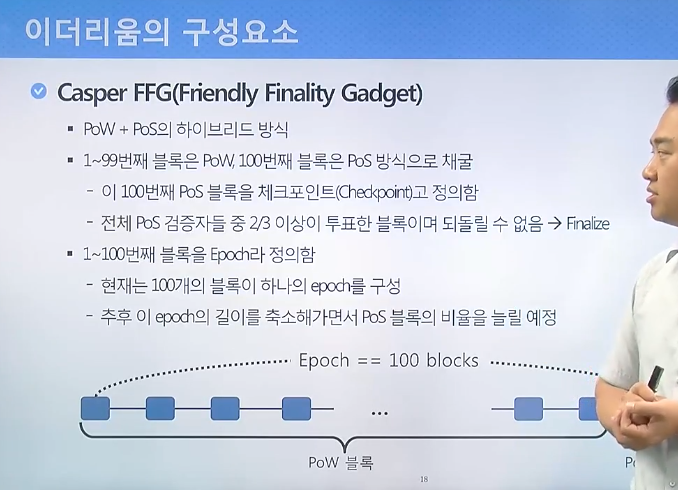 이더리움의 구성요소
Casper FFG(Friendly Finality Gadget)
PoW + PoS의 하이브리드 방식
1~99번째 블록은 PoW, 100번째 블록은 PoS 방식으로 채굴
- 이 100번째 PoS 블록을 체크포인트(Checkpoint)고 정의함
- 전체 PoS 검증자들 중 2/3 이상이 투표한 블록이며 되돌릴 수 없음 → Finalize
1~100번째 블록을 Epoch라 정의함
- 현재는 100개의 블록이 하나의 epoch를 구성
- 추후 이 epoch의 길이를 축소해가면서 PoS 블록의 비율을 늘릴 예정
Epoch == 100 blocks
...
PoW 블록
18